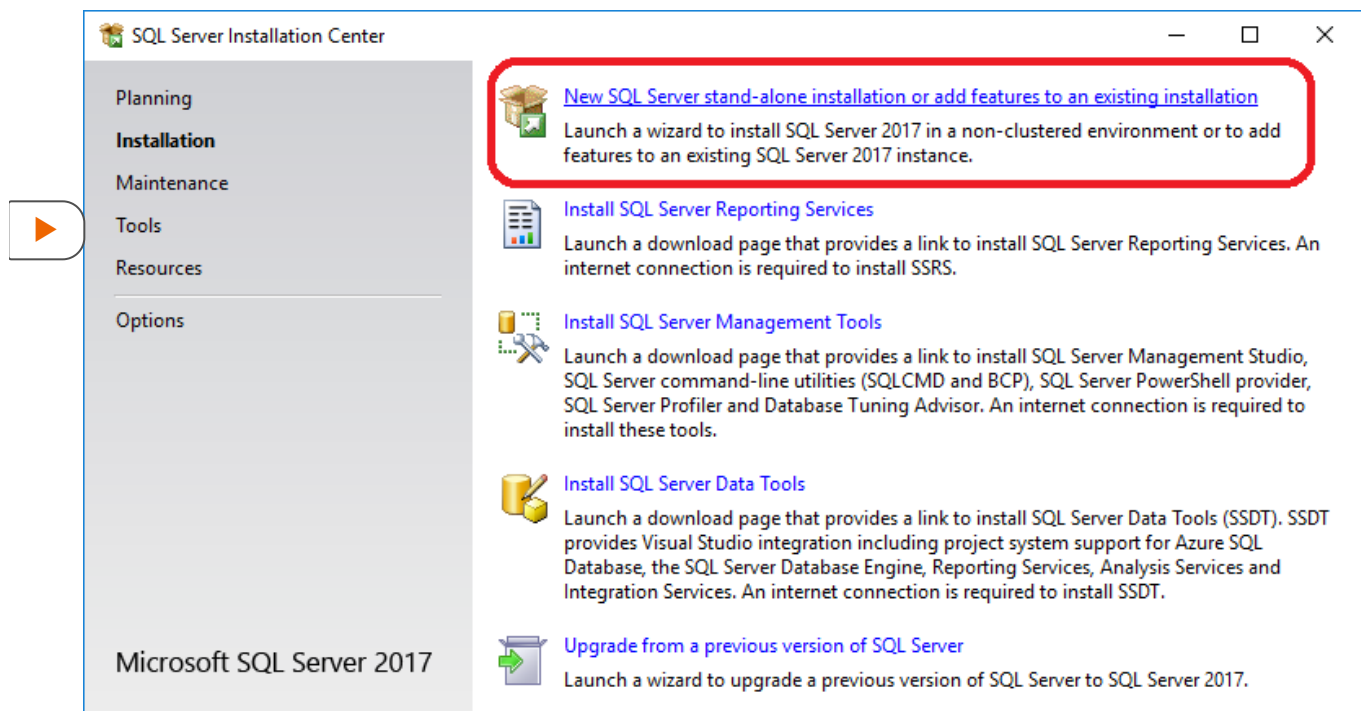 SQL Server Installation Center
Planning
Installation
Maintenance
Tools
Resources
Options
Microsoft SQL Server 2017
New SQL Server stand-alone installation or add features to an existing installation
Launch a wizard to install SQL Server 2017 in a non-clustered environment or to add
features to an existing SQL Server 2017 instance.
Install SQL Server Reporting Services
Launch a download page that provides a link to install SQL Server Reporting Services. An
internet connection is required to install SSRS.
Install SQL Server Management Tools
Launch a download page that provides a link to install SQL Server Management Studio,
SQL Server command-line utilities (SQLCMD and BCP), SQL Server PowerShell provider,
SQL Server Profiler and Database Tuning Advisor. An internet connection is required to
install these tools.
Install SQL Server Data Tools
Launch a download page that provides a link to install SQL Server Data Tools (SSDT). SSDT
provides Visual Studio integration including project system support for Azure SQL
Database, the SQL Server Database Engine, Reporting Services, Analysis Services and
Integration Services. An internet connection is required to install SSDT.
Upgrade from a previous version of SQL Server
Launch a wizard to upgrade a previous version of SQL Server to SQL Server 2017.